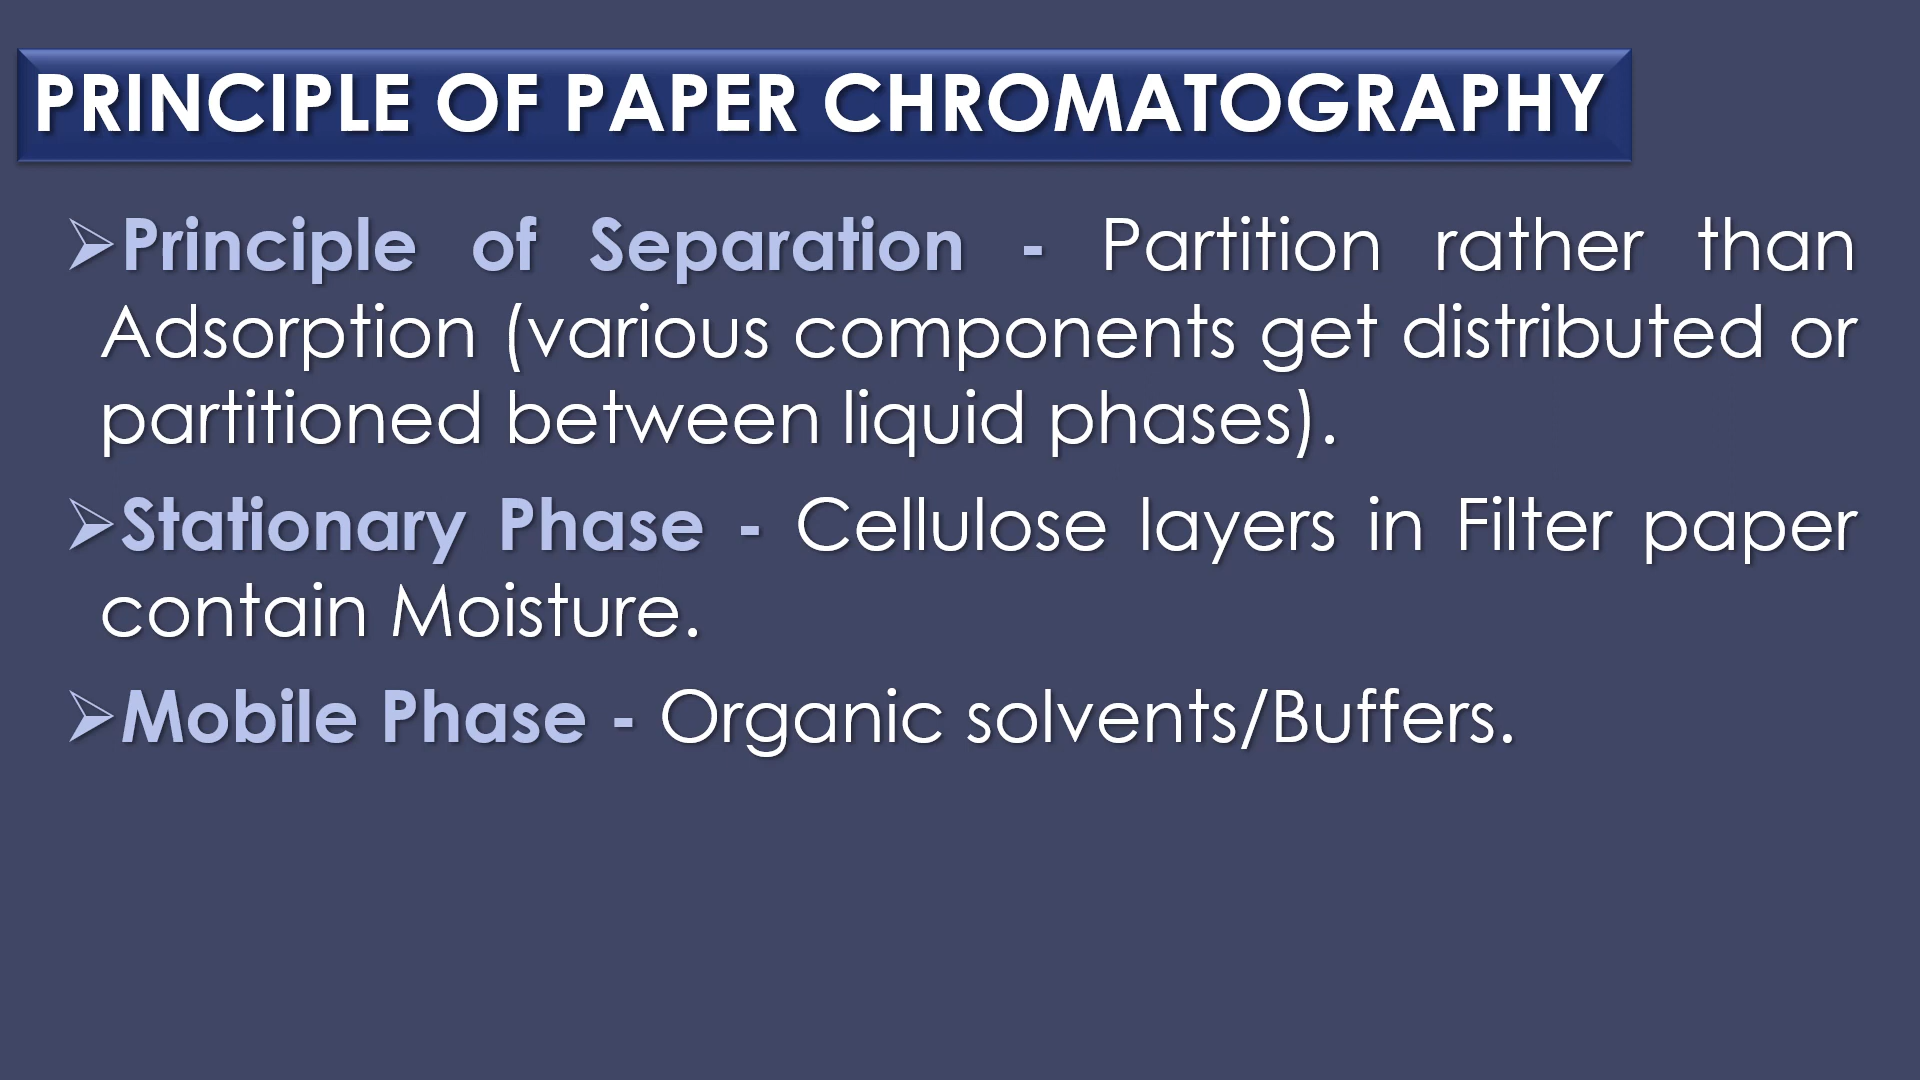 PRINCIPLE OF PAPER CHROMATOGRAPHY
➢Principle of Separation - Partition rather than
Adsorption (various components get distributed or
partitioned between liquid phases).
➢Stationary Phase - Cellulose layers in Filter paper
contain Moisture.
➢Mobile Phase - Organic solvents/Buffers.